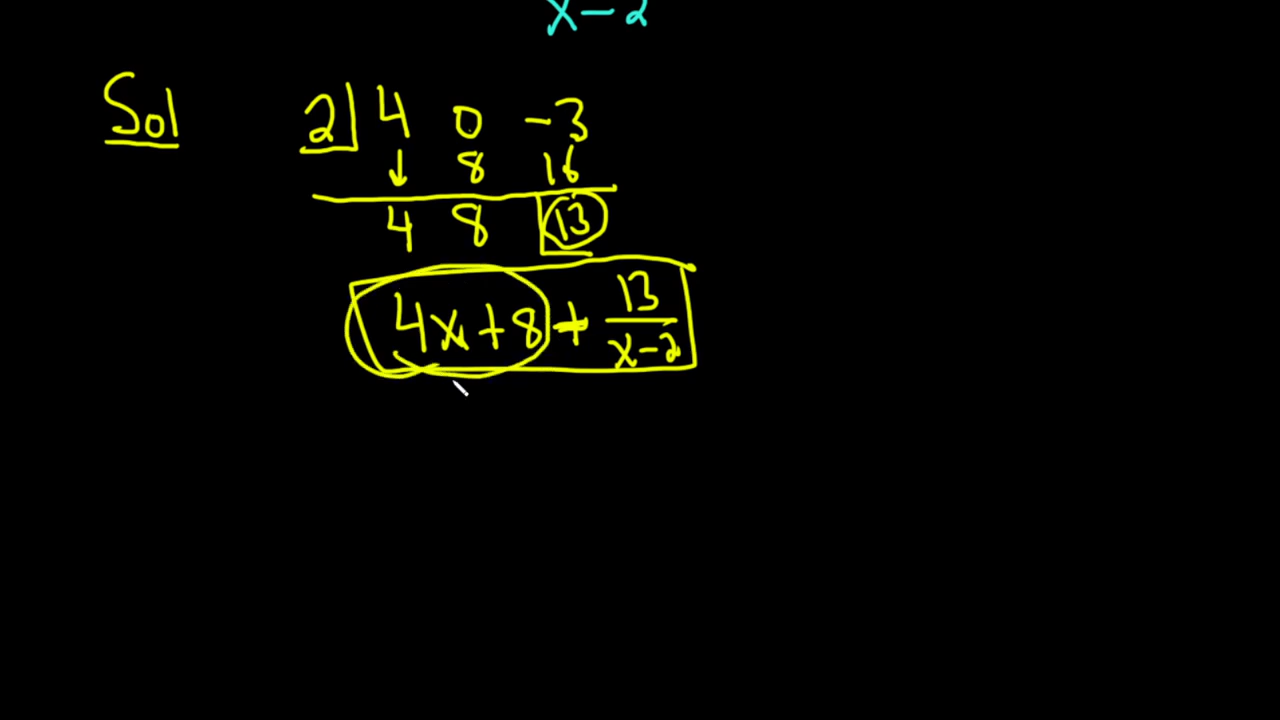 x-2
Sol 2 4 0 -3
↓ 8 16
4 8 13
4x+8 + 13/(x-2)